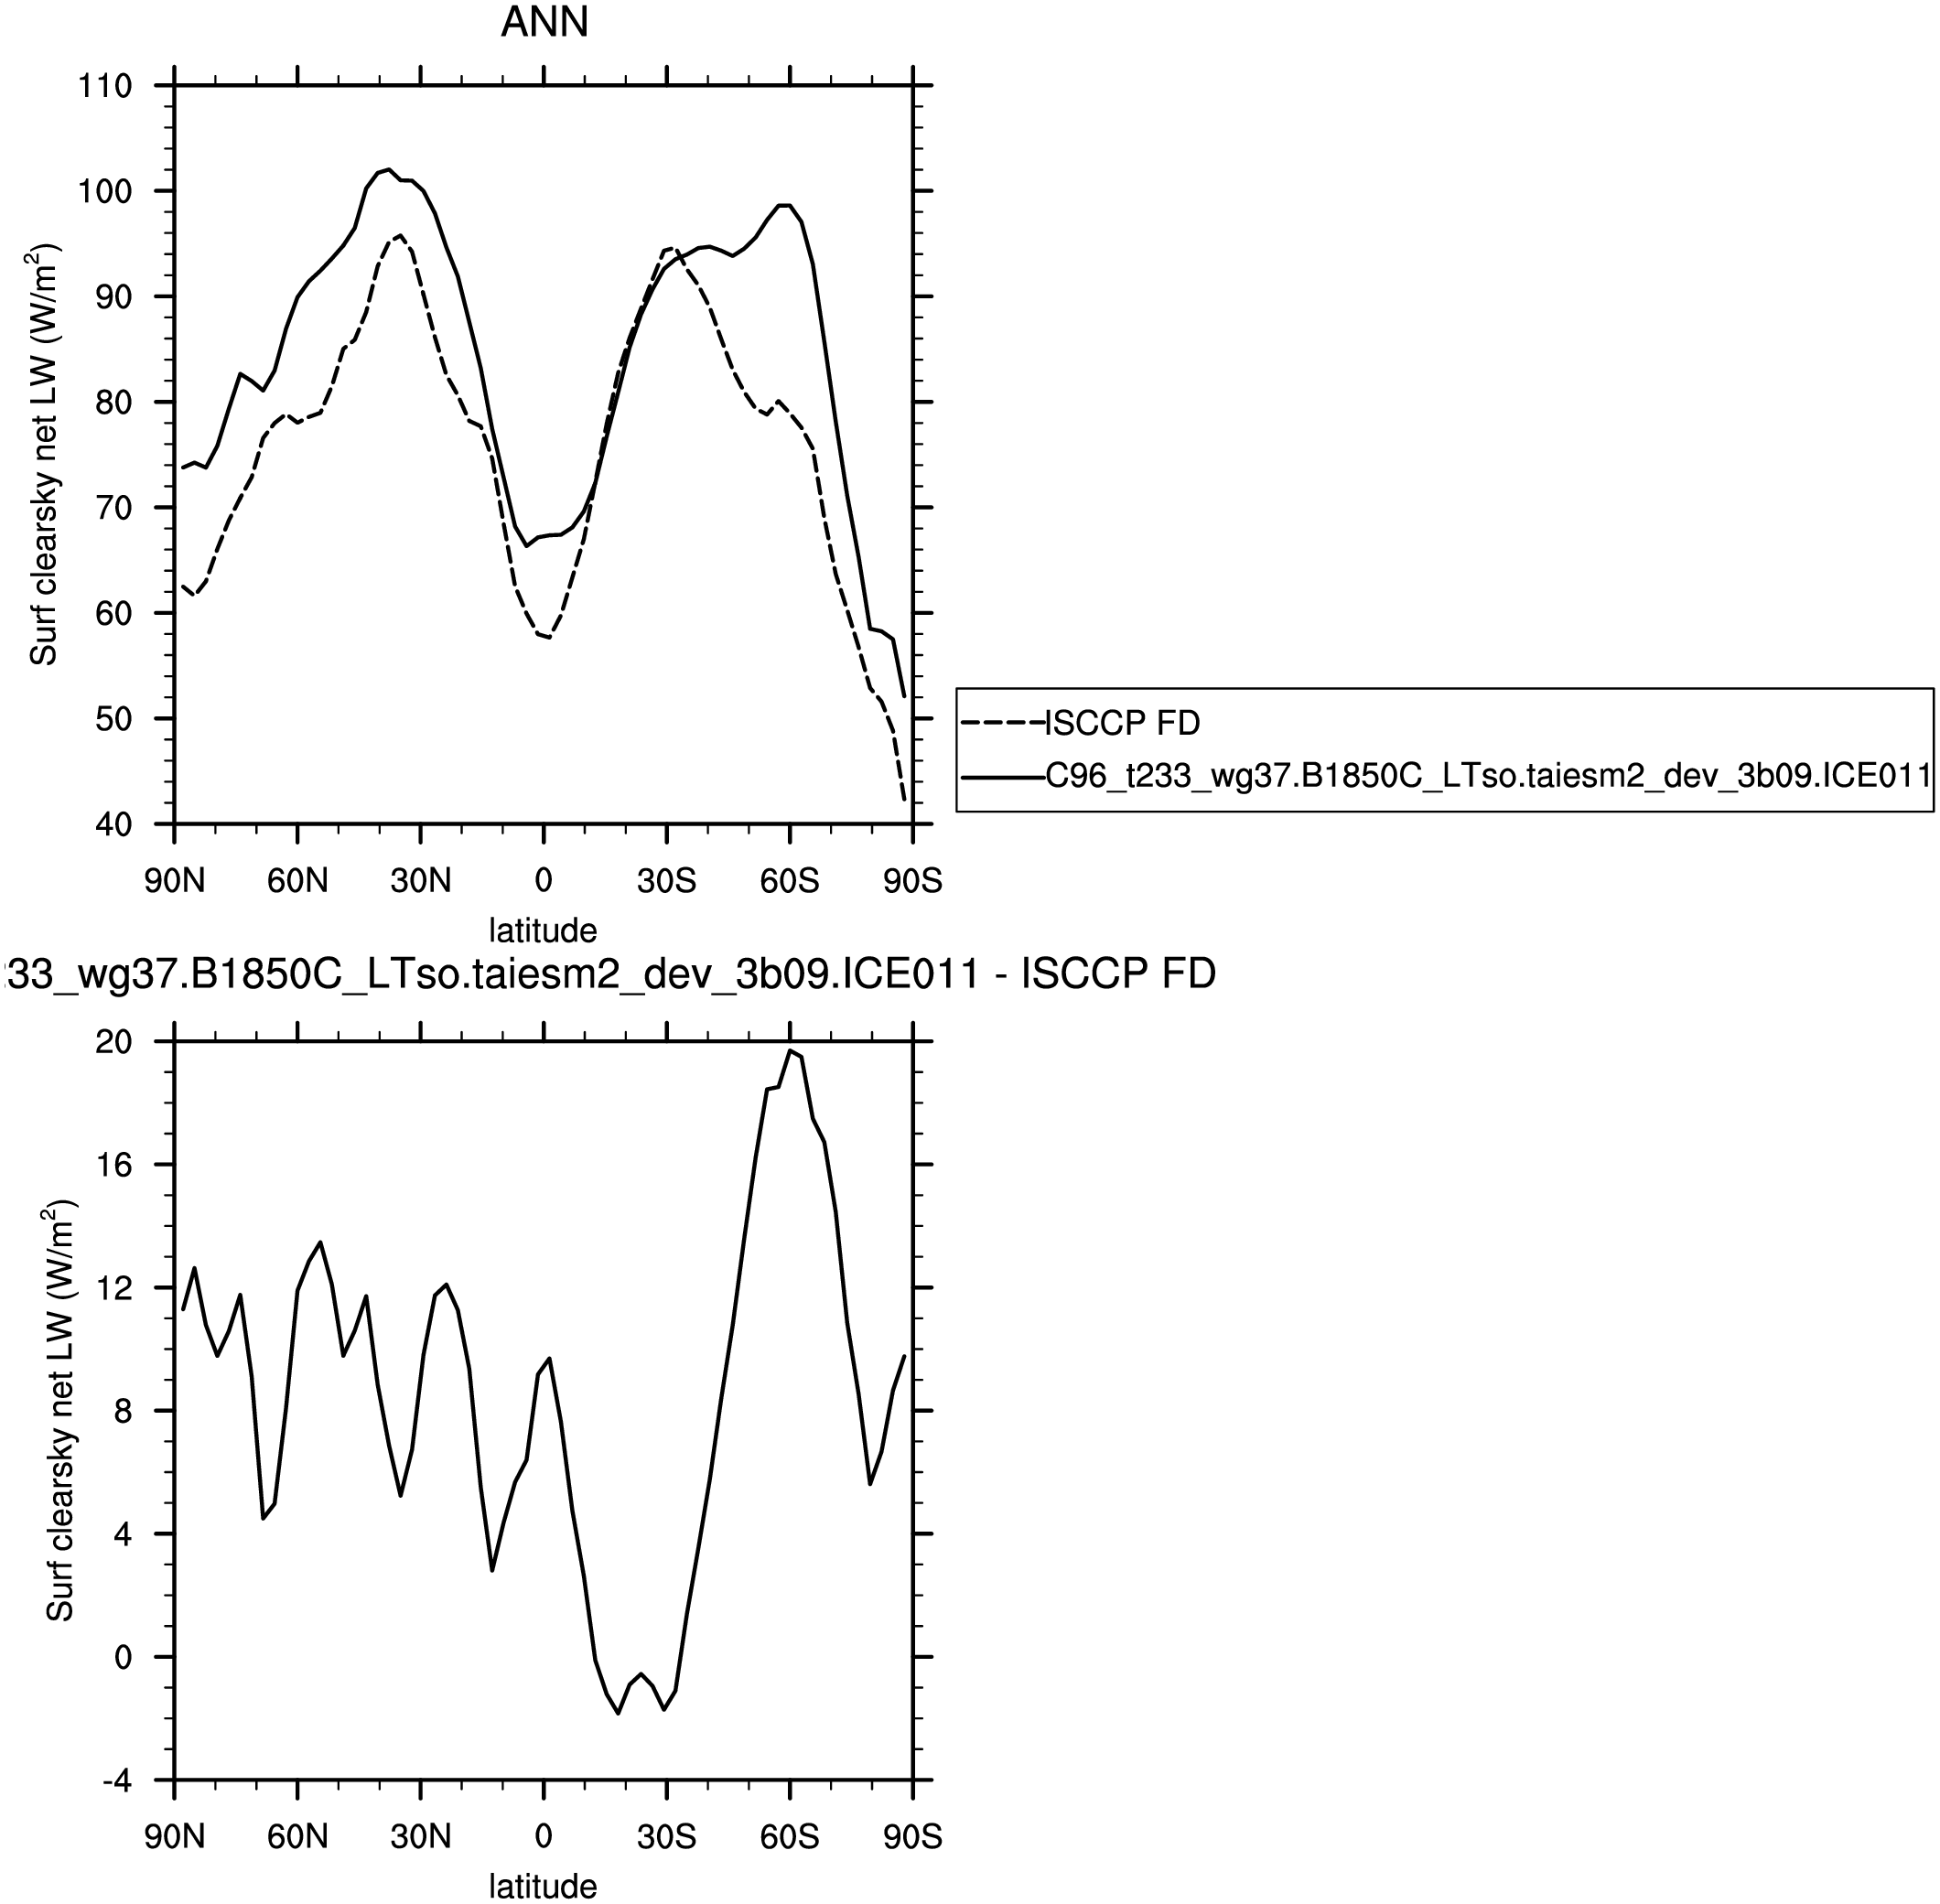 ANN
110
100
90
80
70
60
50
40
Surf clearsky net LW (W/m²)
90N 60N 30N 0 30S 60S 90S
latitude
ISCCP FD
C96_t233_wg37.B1850C_LTso.taiesm2_dev_3b09.ICE011
33_wg37.B1850C_LTso.taiesm2_dev_3b09.ICE011 - ISCCP FD
20
16
12
8
4
0
-4
Surf clearsky net LW (W/m²)
90N 60N 30N 0 30S 60S 90S
latitude